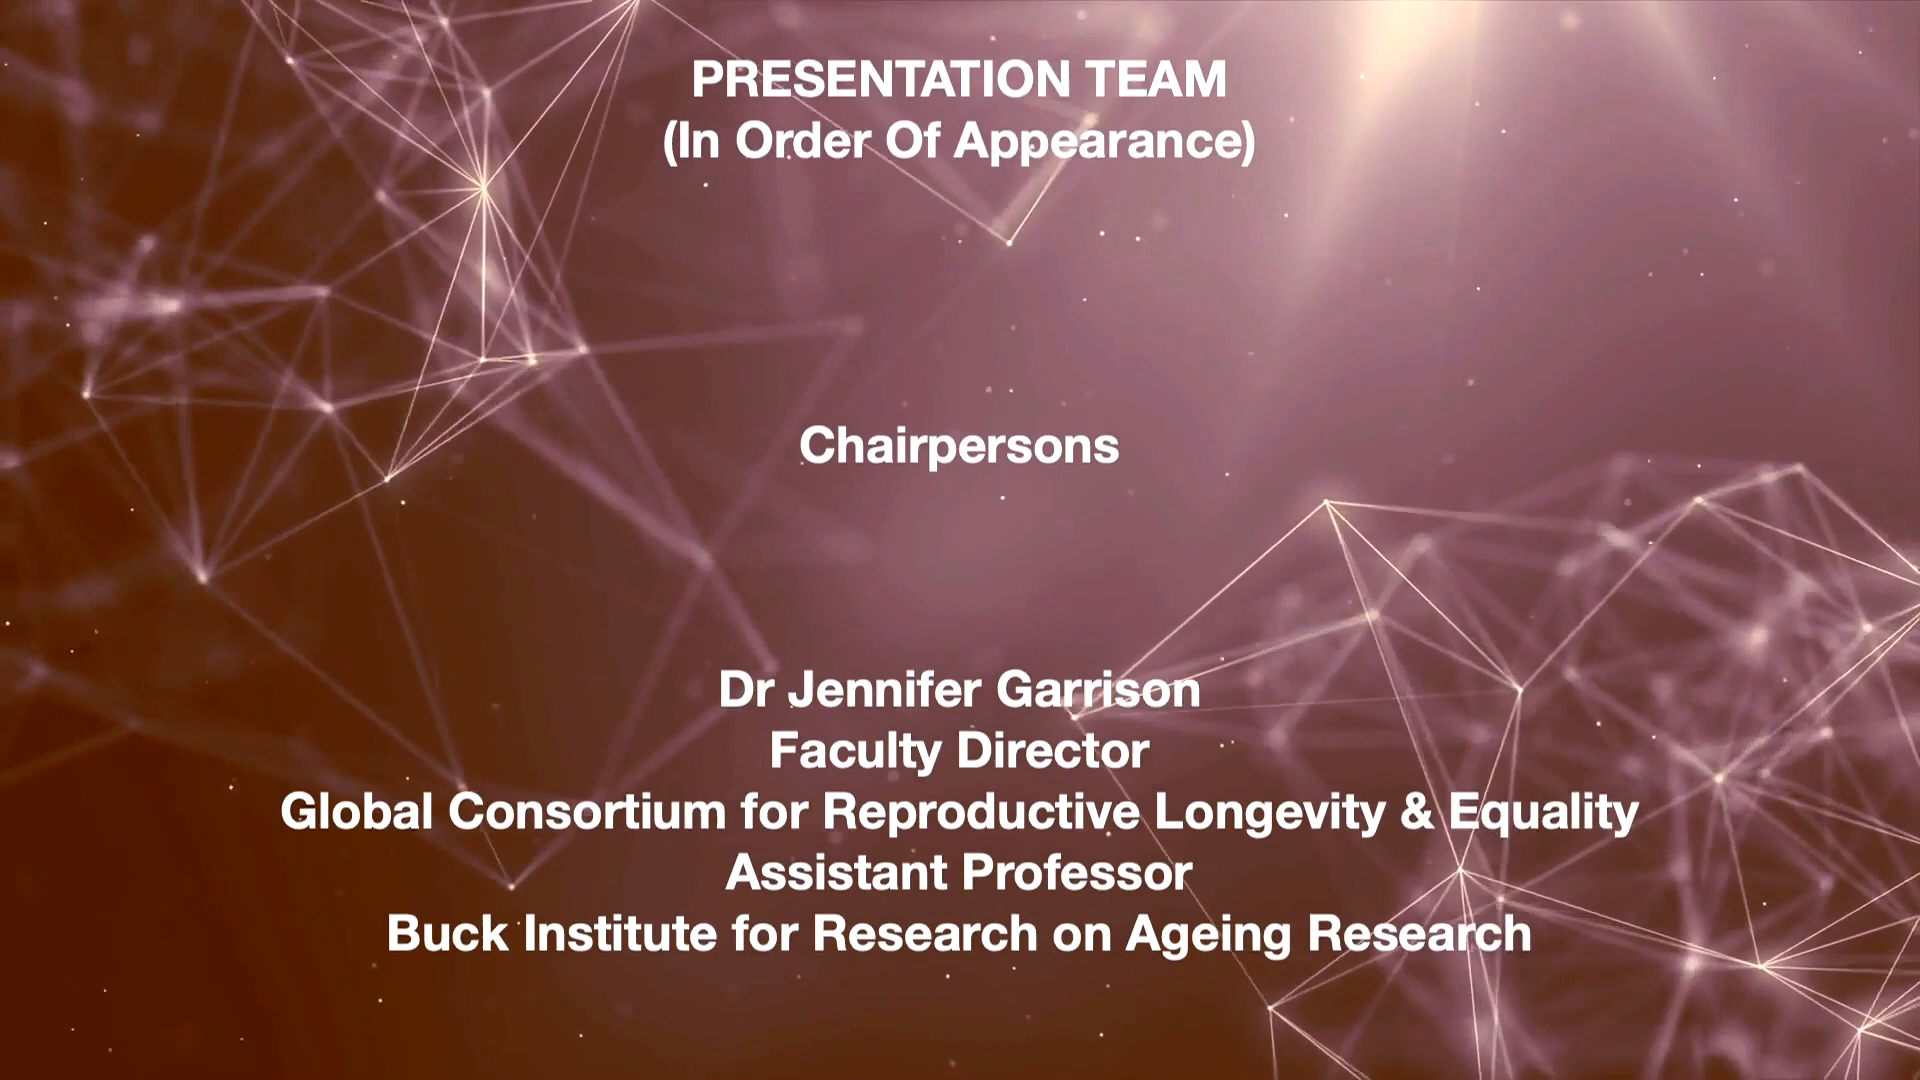 PRESENTATION TEAM
(In Order Of Appearance)
Chairpersons
Dr Jennifer Garrison
Faculty Director
Global Consortium for Reproductive Longevity & Equality
Assistant Professor
Buck Institute for Research on Ageing Research